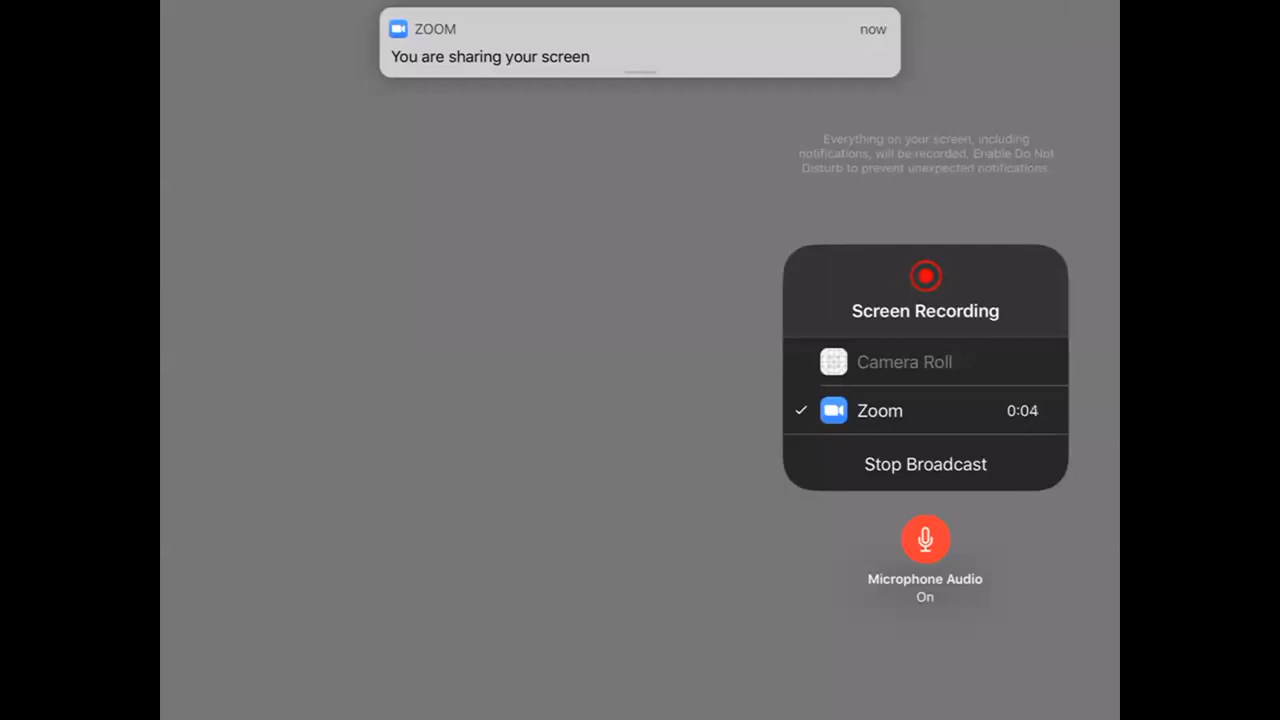 ZOOM
now
You are sharing your screen
Everything on your screen, including
notifications, will be recorded. Enable Do Not
Disturb to prevent unexpected notifications.
Screen Recording
Camera Roll
Zoom
0:04
Stop Broadcast
Microphone Audio
On